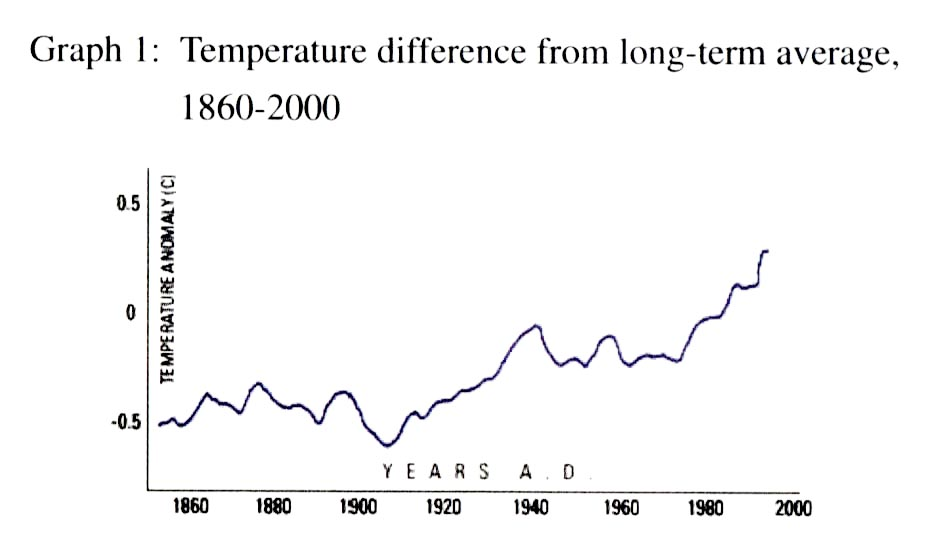 Graph 1: Temperature difference from long-term average,
1860-2000
0.5
0
-0.5
TEMPERATURE ANOMALY (C)
YEARS A.D.
1860 1880 1900 1920 1940 1960 1980 2000